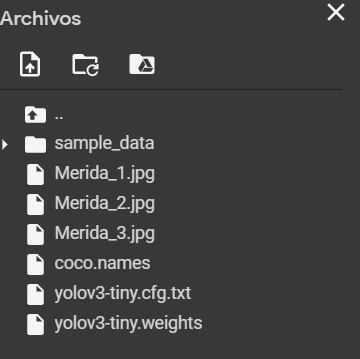 Archivos
..
sample_data
Merida_1.jpg
Merida_2.jpg
Merida_3.jpg
coco.names
yolov3-tiny.cfg.txt
yolov3-tiny.weights